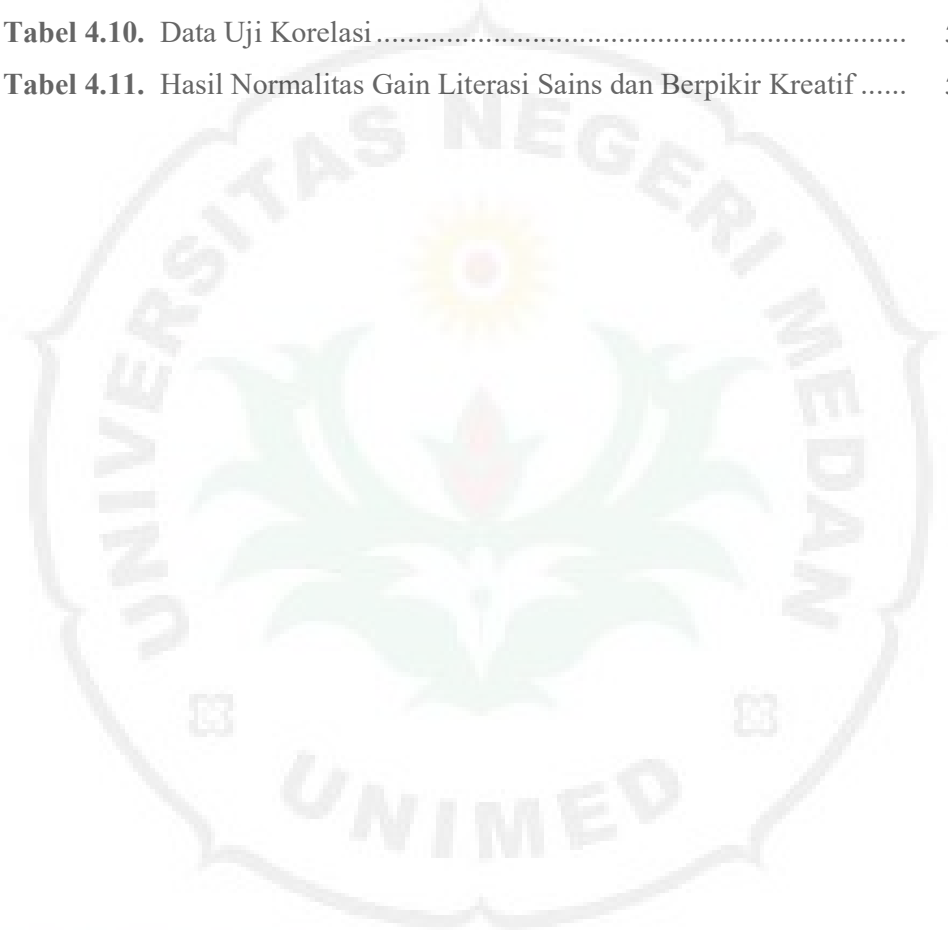 Tabel 4.10. Data Uji Korelasi ....................................................................
Tabel 4.11. Hasil Normalitas Gain Literasi Sains dan Berpikir Kreatif ......
UNIVERSITAS NEGERI MEDAN
UNIMED